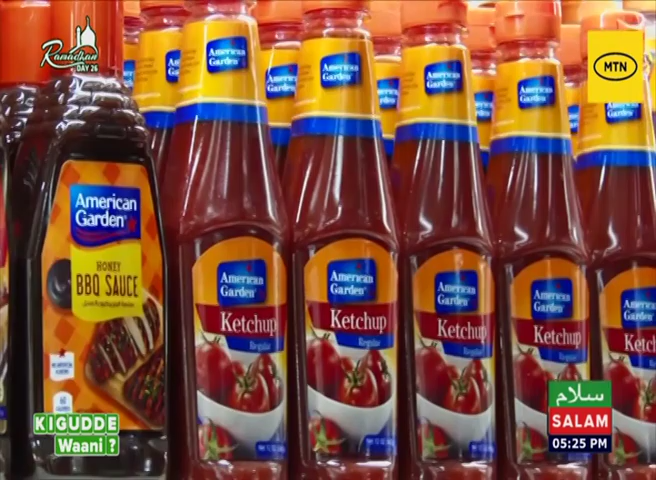 Ramadhan
DAY 26
MTN
American
Garden
American
Garden
American
Garden
American
Garden
American
Garden
American
Garden
HONEY
BBQ SAUCE
American
Garden
Ketchup
Regular
American
Garden
Ketchup
Regular
American
Garden
Ketchup
Regular
American
Garden
Ketchup
Regular
American
Garden
Ketchup
KIGUDDE
Waani ?
سلام
SALAM
05:25 PM